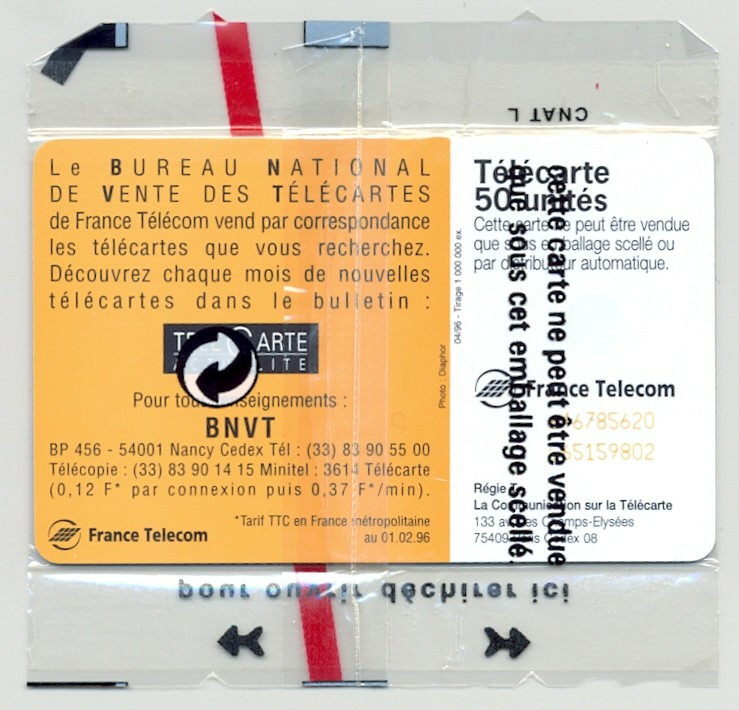 CNAT L
Le BUREAU NATIONAL
DE VENTE DES TÉLÉCARTES
de France Télécom vend par correspondance
les télécartes que vous recherchez.
Découvrez chaque mois de nouvelles
télécartes dans le bulletin :
Pour
BNVT
BP 456 - 54001 Nancy Cedex Tél : (33) 83 90 55 00
Télécopie : (33) 83 90 14 15 Minitel : 3614 Télécarte
(0,12 F* par connexion puis 0,37 F*/min).
*Tarif TTC en France métropolitaine
au 01.02.96
France Telecom
Photo : Diaphor
04/96 - Tirage 1 000 000 ex.
Télécarte
50 unités
Cette carte ne peut être vendue
que sous emballage scellé ou
par distributeur automatique.
France Telecom
Régie
La Communication sur la Télécarte
133 av. des Champs-Elysées
75409 Paris Cedex 08
cette carte ne peut être vendue
que sous cet emballage scellé.
pour ouvrir déchirer ici